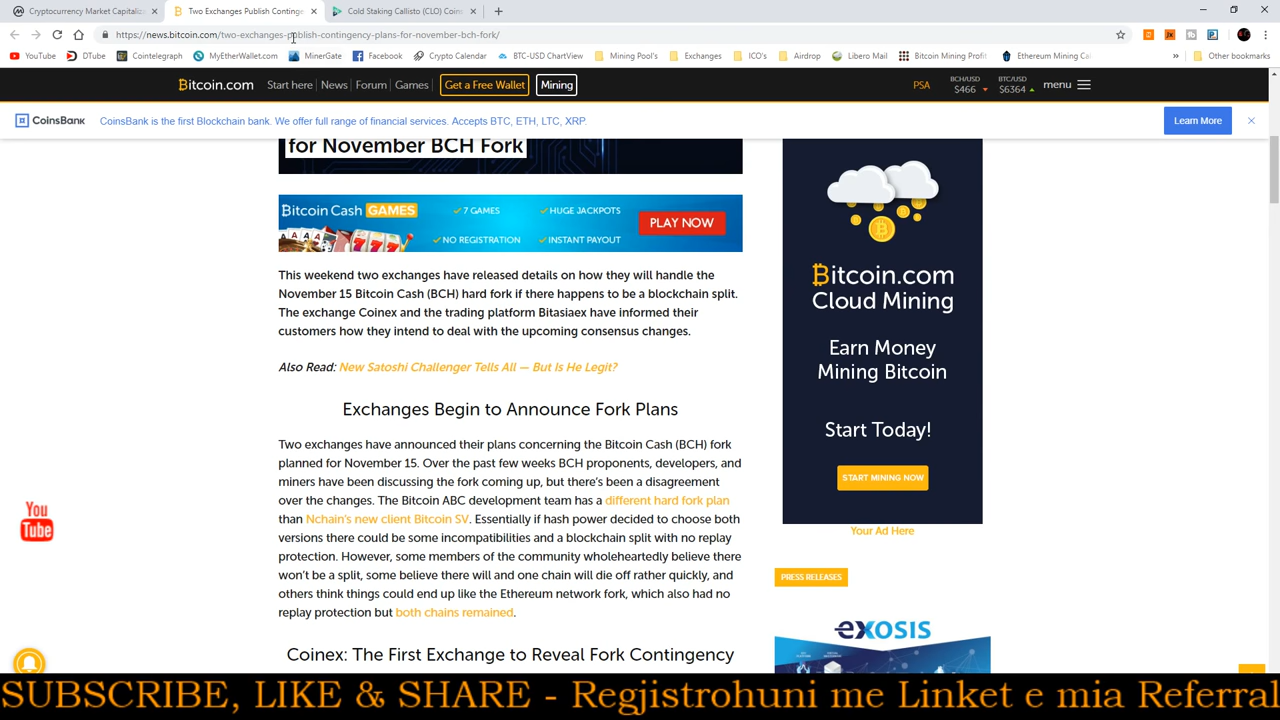 Cryptocurrency Market Capitaliz
Two Exchanges Publish Continge
Cold Staking Callisto (CLO) Coin
https://news.bitcoin.com/two-exchanges-publish-contingency-plans-for-november-bch-fork/
YouTube
DTube
Cointelegraph
MyEtherWallet.com
MinerGate
Facebook
Crypto Calendar
BTC-USD ChartView
Mining Pool's
Exchanges
ICO's
Airdrop
Libero Mail
Bitcoin Mining Profit
Ethereum Mining Ca
»
Other bookmarks
Bitcoin.com
Start here | News | Forum | Games |
Get a Free Wallet
Mining
PSA
BCH/USD
$466
BTC/USD
$6364
menu
COINSBANK
CoinsBank is the first Blockchain bank. We offer full range of financial services. Accepts BTC, ETH, LTC, XRP.
Learn More
for November BCH Fork
Bitcoin Cash GAMES
7 GAMES
HUGE JACKPOTS
NO REGISTRATION
INSTANT PAYOUT
PLAY NOW
This weekend two exchanges have released details on how they will handle the
November 15 Bitcoin Cash (BCH) hard fork if there happens to be a blockchain split.
The exchange Coinex and the trading platform Bitasiaex have informed their
customers how they intend to deal with the upcoming consensus changes.
Also Read: New Satoshi Challenger Tells All — But Is He Legit?
Exchanges Begin to Announce Fork Plans
Two exchanges have announced their plans concerning the Bitcoin Cash (BCH) fork
planned for November 15. Over the past few weeks BCH proponents, developers, and
miners have been discussing the fork coming up, but there's been a disagreement
over the changes. The Bitcoin ABC development team has a different hard fork plan
than Nchain's new client Bitcoin SV. Essentially if hash power decided to choose both
versions there could be some incompatibilities and a blockchain split with no replay
protection. However, some members of the community wholeheartedly believe there
won't be a split, some believe there will and one chain will die off rather quickly, and
others think things could end up like the Ethereum network fork, which also had no
replay protection but both chains remained.
Coinex: The First Exchange to Reveal Fork Contingency
Bitcoin.com
Cloud Mining
Earn Money
Mining Bitcoin
Start Today!
START MINING NOW
Your Ad Here
PRESS RELEASES
exosis
You
Tube
SUBSCRIBE, LIKE & SHARE - Regjistrohuni me Linket e mia Referral